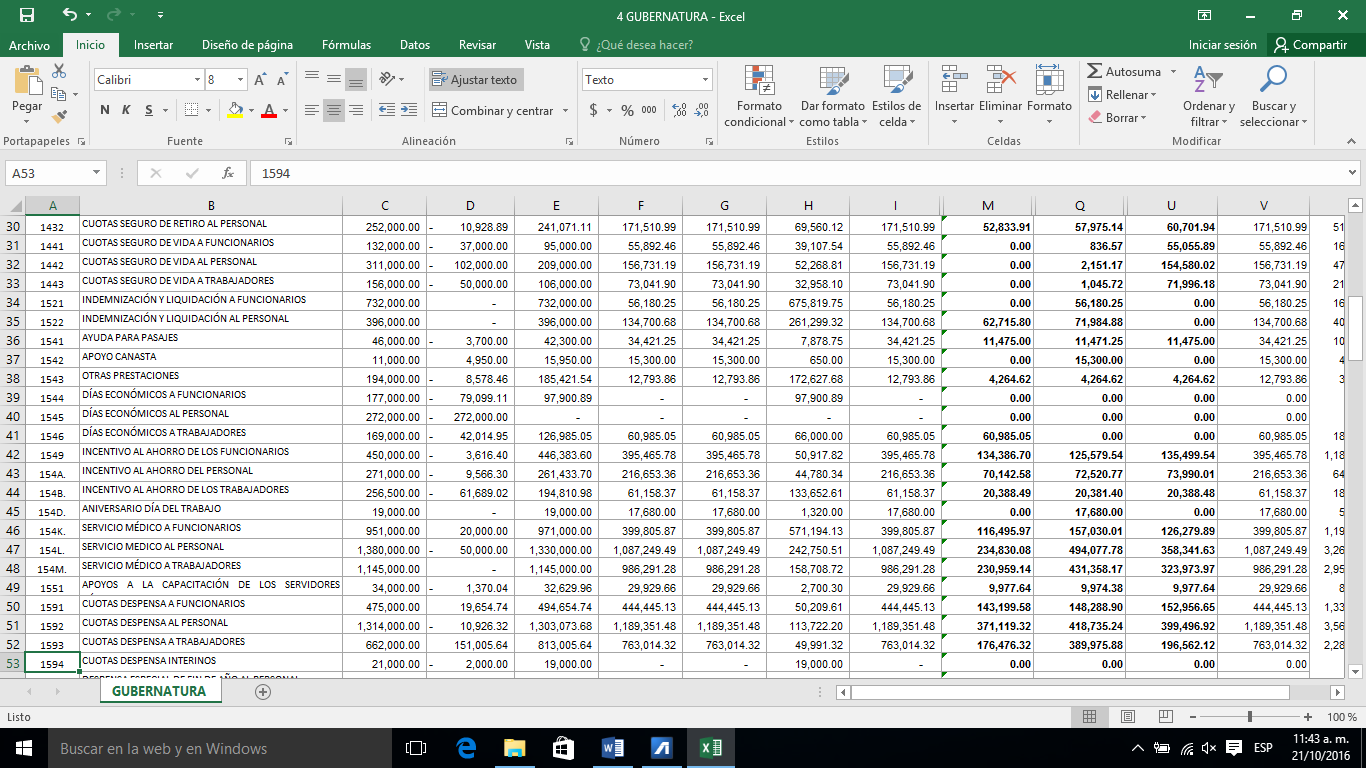 4 GUBERNATURA - Excel
Archivo Inicio Insertar Diseño de página Fórmulas Datos Revisar Vista ¿Qué desea hacer? Iniciar sesión Compartir
Calibri 8 Ajustar texto Texto Autosuma
Pegar Rellenar
N K S Combinar y centrar $ % 000 Borrar
Formato condicional Dar formato como tabla Estilos de celda Insertar Eliminar Formato Ordenar y filtrar Buscar y seleccionar
Portapapeles Fuente Alineación Número Estilos Celdas Modificar
A53 fx 1594
A B C D E F G H I M Q U V
30 1432 CUOTAS SEGURO DE RETIRO AL PERSONAL 252,000.00 - 10,928.89 241,071.11 171,510.99 171,510.99 69,560.12 171,510.99 52,833.91 57,975.14 60,701.94 171,510.99 51
31 1441 CUOTAS SEGURO DE VIDA A FUNCIONARIOS 132,000.00 - 37,000.00 95,000.00 55,892.46 55,892.46 39,107.54 55,892.46 0.00 836.57 55,055.89 55,892.46 16
32 1442 CUOTAS SEGURO DE VIDA AL PERSONAL 311,000.00 - 102,000.00 209,000.00 156,731.19 156,731.19 52,268.81 156,731.19 0.00 2,151.17 154,580.02 156,731.19 47
33 1443 CUOTAS SEGURO DE VIDA A TRABAJADORES 156,000.00 - 50,000.00 106,000.00 73,041.90 73,041.90 32,958.10 73,041.90 0.00 1,045.72 71,996.18 73,041.90 21
34 1521 INDEMNIZACIÓN Y LIQUIDACIÓN A FUNCIONARIOS 732,000.00 - 732,000.00 56,180.25 56,180.25 675,819.75 56,180.25 0.00 56,180.25 0.00 56,180.25 16
35 1522 INDEMNIZACIÓN Y LIQUIDACIÓN AL PERSONAL 396,000.00 - 396,000.00 134,700.68 134,700.68 261,299.32 134,700.68 62,715.80 71,984.88 0.00 134,700.68 40
36 1541 AYUDA PARA PASAJES 46,000.00 - 3,700.00 42,300.00 34,421.25 34,421.25 7,878.75 34,421.25 11,475.00 11,471.25 11,475.00 34,421.25 10
37 1542 APOYO CANASTA 11,000.00 4,950.00 15,950.00 15,300.00 15,300.00 650.00 15,300.00 0.00 15,300.00 0.00 15,300.00 4
38 1543 OTRAS PRESTACIONES 194,000.00 - 8,578.46 185,421.54 12,793.86 12,793.86 172,627.68 12,793.86 4,264.62 4,264.62 4,264.62 12,793.86 3
39 1544 DÍAS ECONÓMICOS A FUNCIONARIOS 177,000.00 - 79,099.11 97,900.89 - - 97,900.89 - 0.00 0.00 0.00 0.00
40 1545 DÍAS ECONÓMICOS AL PERSONAL 272,000.00 - 272,000.00 - - - - - 0.00 0.00 0.00 0.00
41 1546 DÍAS ECONÓMICOS A TRABAJADORES 169,000.00 - 42,014.95 126,985.05 60,985.05 60,985.05 66,000.00 60,985.05 60,985.05 0.00 0.00 60,985.05 18
42 1549 INCENTIVO AL AHORRO DE LOS FUNCIONARIOS 450,000.00 - 3,616.40 446,383.60 395,465.78 395,465.78 50,917.82 395,465.78 134,386.70 125,579.54 135,499.54 395,465.78 1,18
43 154A. INCENTIVO AL AHORRO DEL PERSONAL 271,000.00 - 9,566.30 261,433.70 216,653.36 216,653.36 44,780.34 216,653.36 70,142.58 72,520.77 73,990.01 216,653.36 64
44 154B. INCENTIVO AL AHORRO DE LOS TRABAJADORES 256,500.00 - 61,689.02 194,810.98 61,158.37 61,158.37 133,652.61 61,158.37 20,388.49 20,381.40 20,388.48 61,158.37 18
45 154D. ANIVERSARIO DÍA DEL TRABAJO 19,000.00 - 19,000.00 17,680.00 17,680.00 1,320.00 17,680.00 0.00 17,680.00 0.00 17,680.00 5
46 154K. SERVICIO MÉDICO A FUNCIONARIOS 951,000.00 20,000.00 971,000.00 399,805.87 399,805.87 571,194.13 399,805.87 116,495.97 157,030.01 126,279.89 399,805.87 1,19
47 154L. SERVICIO MEDICO AL PERSONAL 1,380,000.00 - 50,000.00 1,330,000.00 1,087,249.49 1,087,249.49 242,750.51 1,087,249.49 234,830.08 494,077.78 358,341.63 1,087,249.49 3,26
48 154M. SERVICIO MÉDICO A TRABAJADORES 1,145,000.00 - 1,145,000.00 986,291.28 986,291.28 158,708.72 986,291.28 230,959.14 431,358.17 323,973.97 986,291.28 2,95
49 1551 APOYOS A LA CAPACITACIÓN DE LOS SERVIDORES 34,000.00 - 1,370.04 32,629.96 29,929.66 29,929.66 2,700.30 29,929.66 9,977.64 9,974.38 9,977.64 29,929.66 8
50 1591 CUOTAS DESPENSA A FUNCIONARIOS 475,000.00 19,654.74 494,654.74 444,445.13 444,445.13 50,209.61 444,445.13 143,199.58 148,288.90 152,956.65 444,445.13 1,33
51 1592 CUOTAS DESPENSA AL PERSONAL 1,314,000.00 - 10,926.32 1,303,073.68 1,189,351.48 1,189,351.48 113,722.20 1,189,351.48 371,119.32 418,735.24 399,496.92 1,189,351.48 3,56
52 1593 CUOTAS DESPENSA A TRABAJADORES 662,000.00 151,005.64 813,005.64 763,014.32 763,014.32 49,991.32 763,014.32 176,476.32 389,975.88 196,562.12 763,014.32 2,28
53 1594 CUOTAS DESPENSA INTERINOS 21,000.00 - 2,000.00 19,000.00 - - 19,000.00 - 0.00 0.00 0.00 0.00
GUBERNATURA
Listo 100 %
Buscar en la web y en Windows ESP 11:43 a. m.
21/10/2016